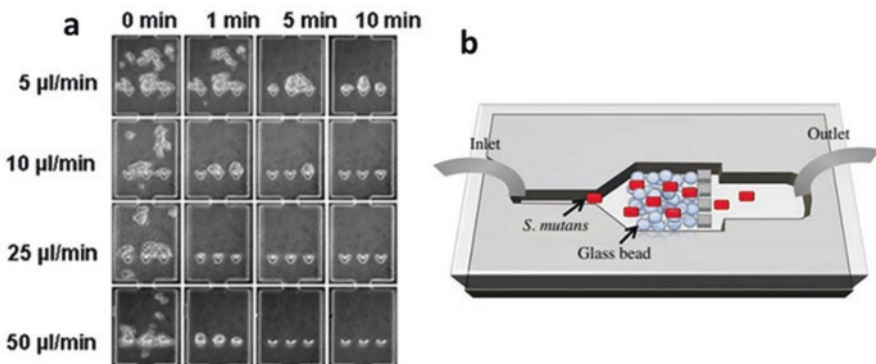 a
0 min 1 min 5 min 10 min
5 µl/min
10 µl/min
25 µl/min
50 µl/min
b
Inlet
Outlet
S. mutans
Glass bead